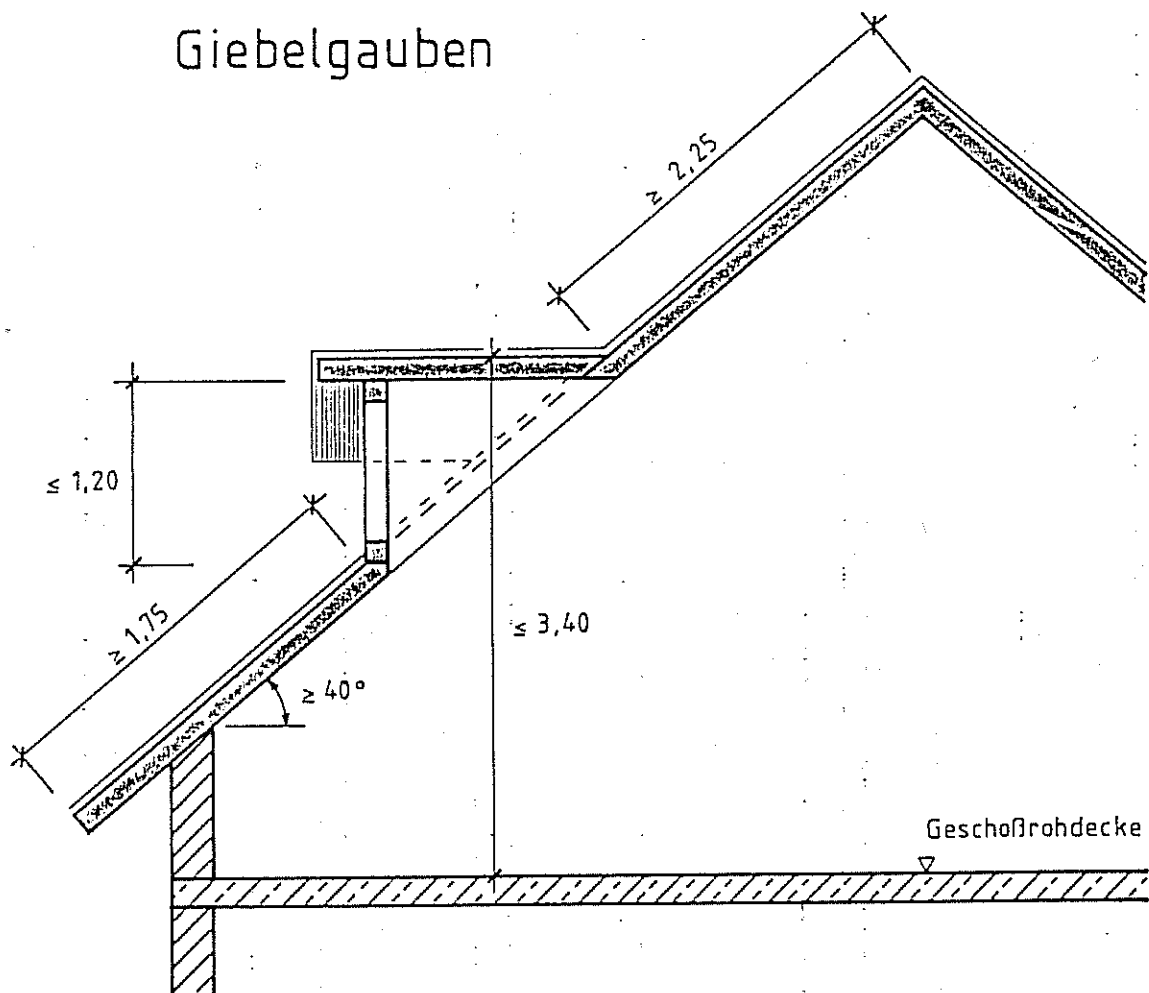 Giebelgauben
≥ 2,25
≤ 1,20
≥ 1,75
≤ 3,40
≥ 40°
Geschoßrohdecke